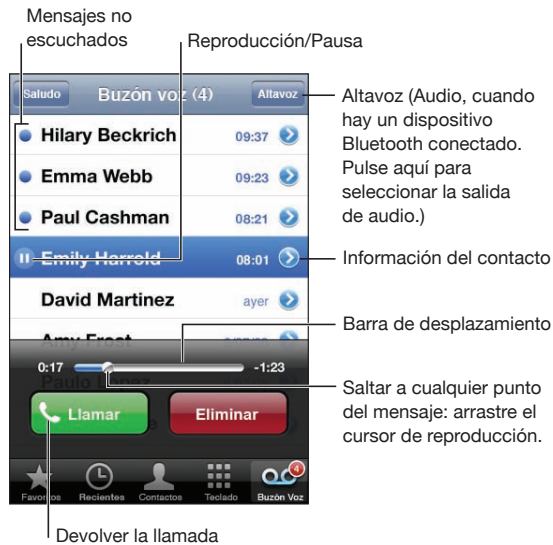 Mensajes no
escuchados
Reproducción/Pausa
Saludo
Buzón voz (4)
Altavoz
Altavoz (Audio, cuando
hay un dispositivo
Bluetooth conectado.
Pulse aquí para
seleccionar la salida
de audio.)
Hilary Beckrich 09:37
Emma Webb 09:23
Paul Cashman 08:21
Emily Harrold 08:01
Información del contacto
David Martinez ayer
Amy Frost
Barra de desplazamiento
0:17 -1:23
Paulo Lopez
Saltar a cualquier punto
del mensaje: arrastre el
cursor de reproducción.
Llamar
Eliminar
4
Favoritos Recientes Contactos Teclado Buzón Voz
Devolver la llamada